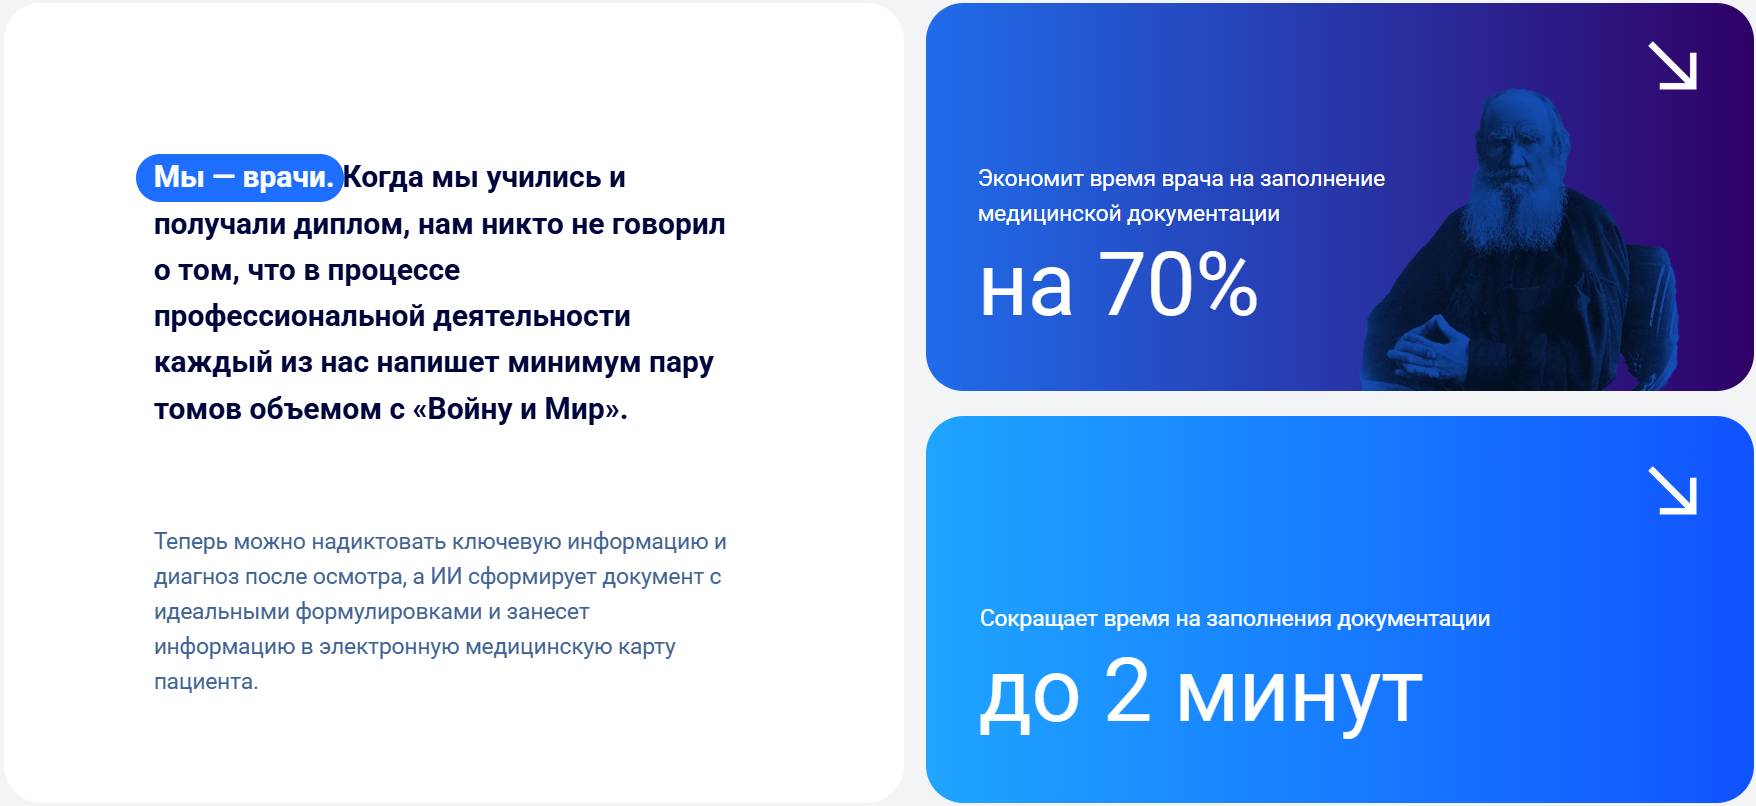 Мы — врачи. Когда мы учились и
получали диплом, нам никто не говорил
о том, что в процессе
профессиональной деятельности
каждый из нас напишет минимум пару
томов объемом с «Войну и Мир».
Теперь можно надиктовать ключевую информацию и
диагноз после осмотра, а ИИ сформирует документ с
идеальными формулировками и занесет
информацию в электронную медицинскую карту
пациента.
Экономит время врача на заполнение
медицинской документации
на 70%
Сокращает время на заполнения документации
до 2 минут